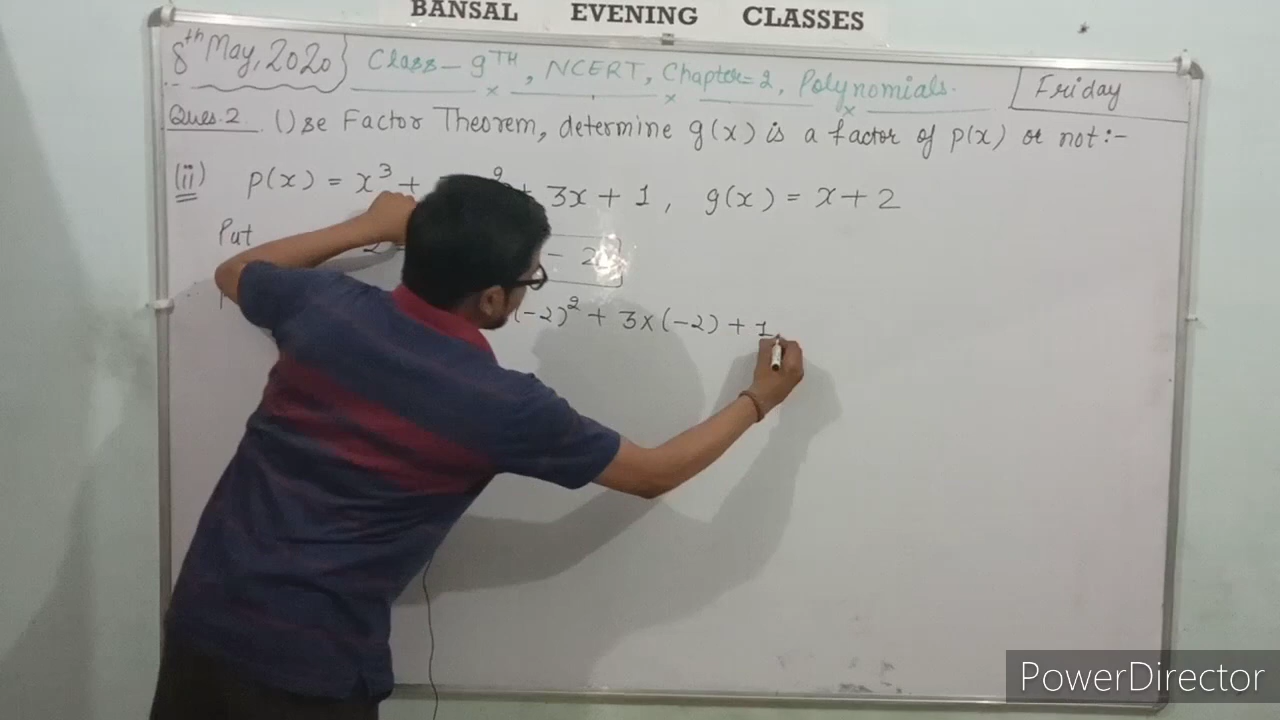 BANSAL EVENING CLASSES
8th May, 2020 Class - 9TH, NCERT, Chapter = 2, Polynomials. Friday
Ques.2. Use Factor Theorem, determine g(x) is a factor of p(x) or not :-
(ii) p(x) = x³ + + 3x + 1, g(x) = x + 2
Put - 2
(-2)² + 3x(-2) + 1
PowerDirector